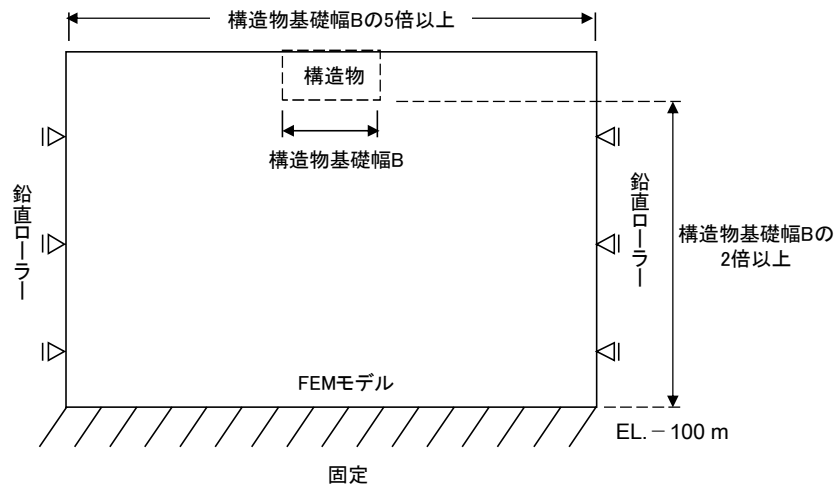 構造物基礎幅Bの5倍以上
構造物
構造物基礎幅B
鉛直ローラー
鉛直ローラー
構造物基礎幅Bの
2倍以上
FEMモデル
EL.－100 m
固定